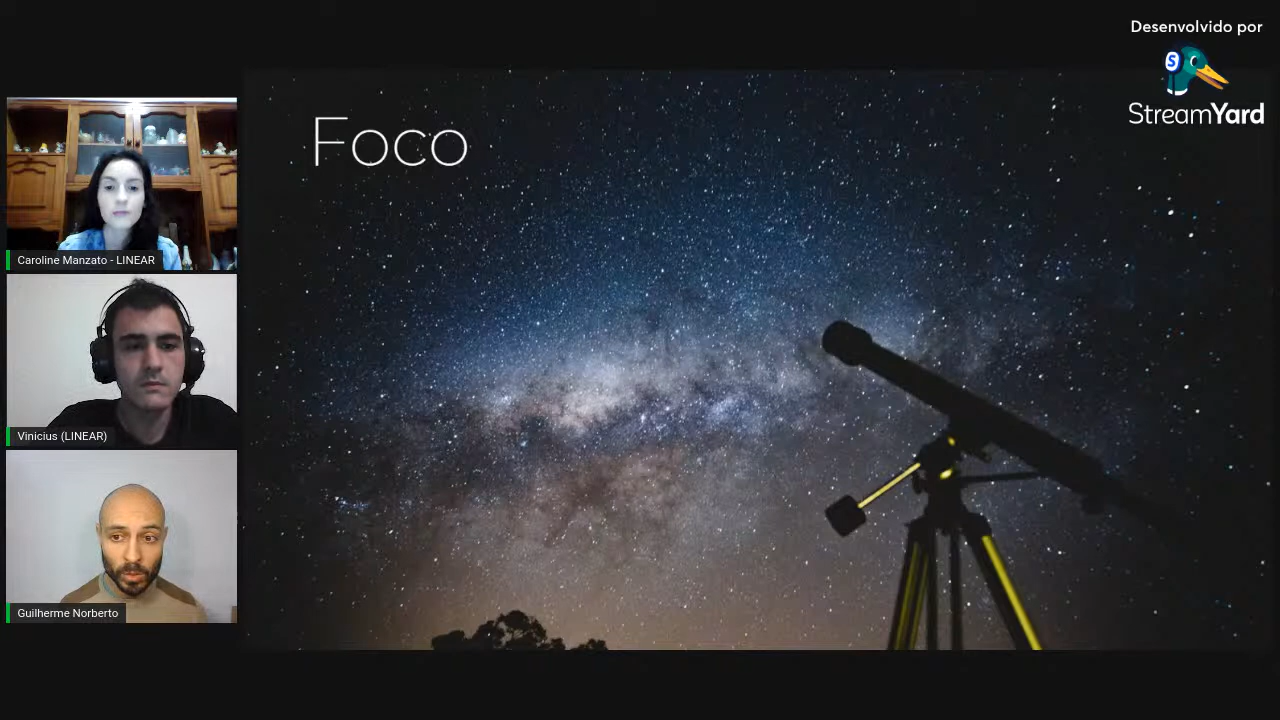 Desenvolvido por
S
StreamYard
Foco
Caroline Manzato - LINEAR
Vinicius (LINEAR)
Guilherme Norberto